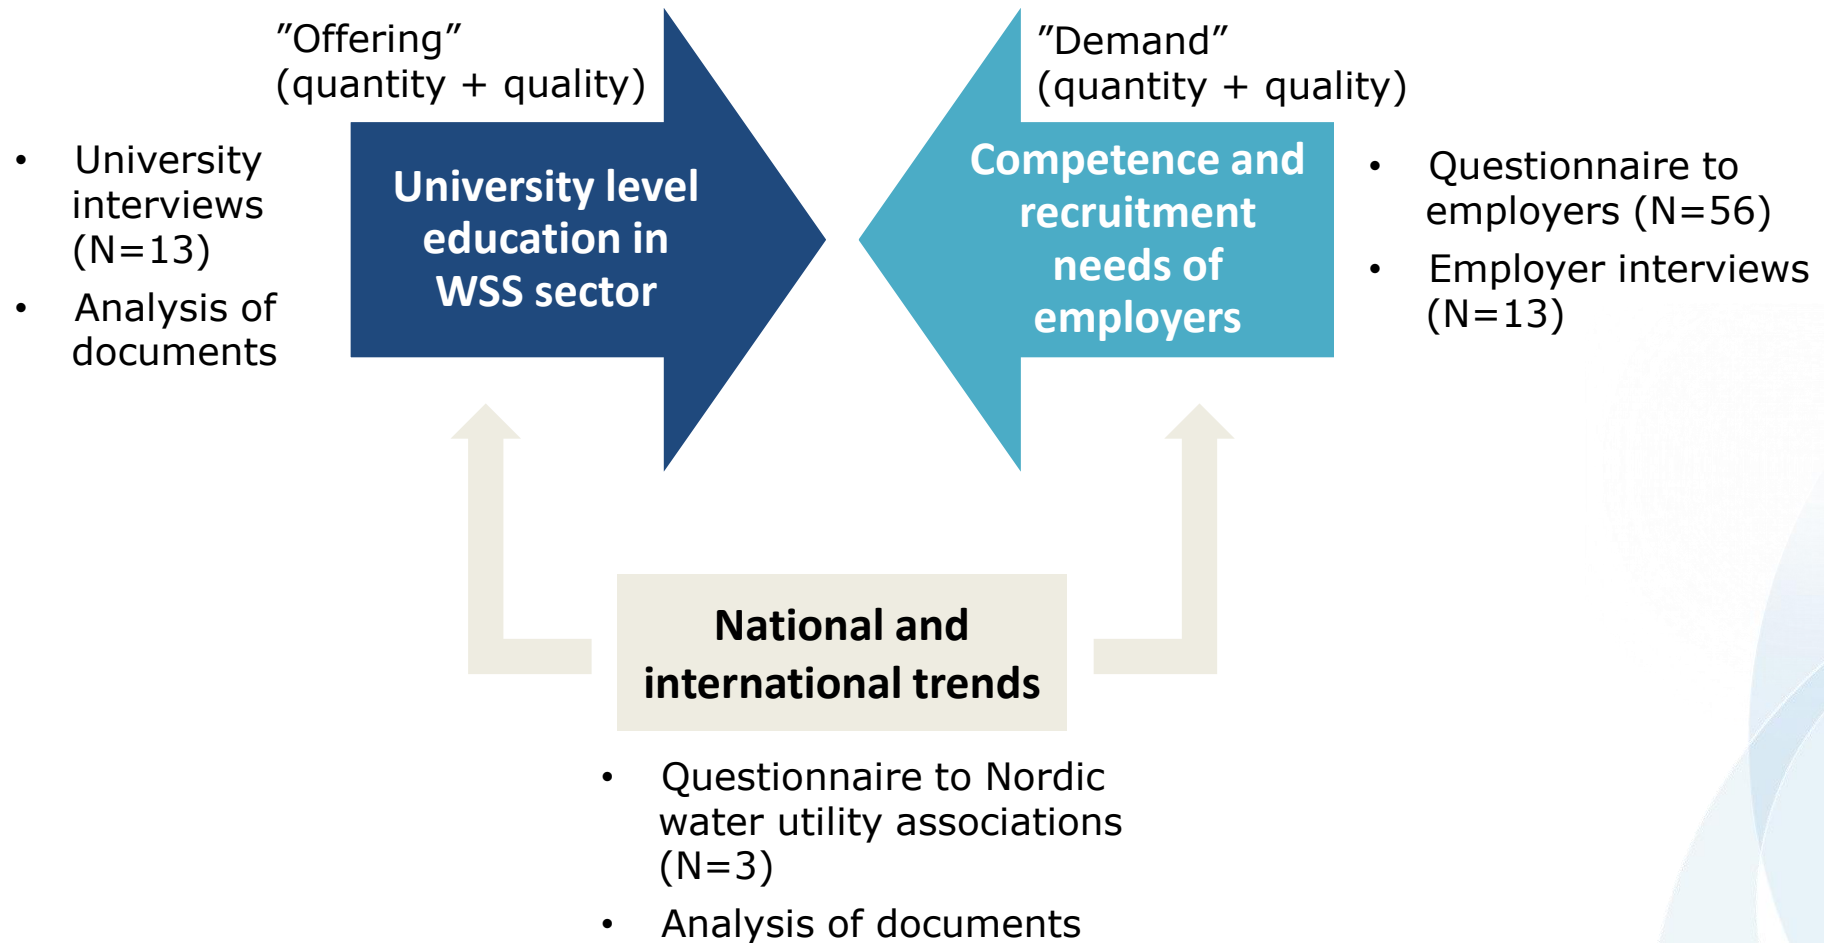 ”Offering”
(quantity + quality)
• University
interviews
(N=13)
• Analysis of
documents
University level
education in
WSS sector
”Demand”
(quantity + quality)
Competence and
recruitment
needs of
employers
• Questionnaire to
employers (N=56)
• Employer interviews
(N=13)
National and
international trends
• Questionnaire to Nordic
water utility associations
(N=3)
• Analysis of documents